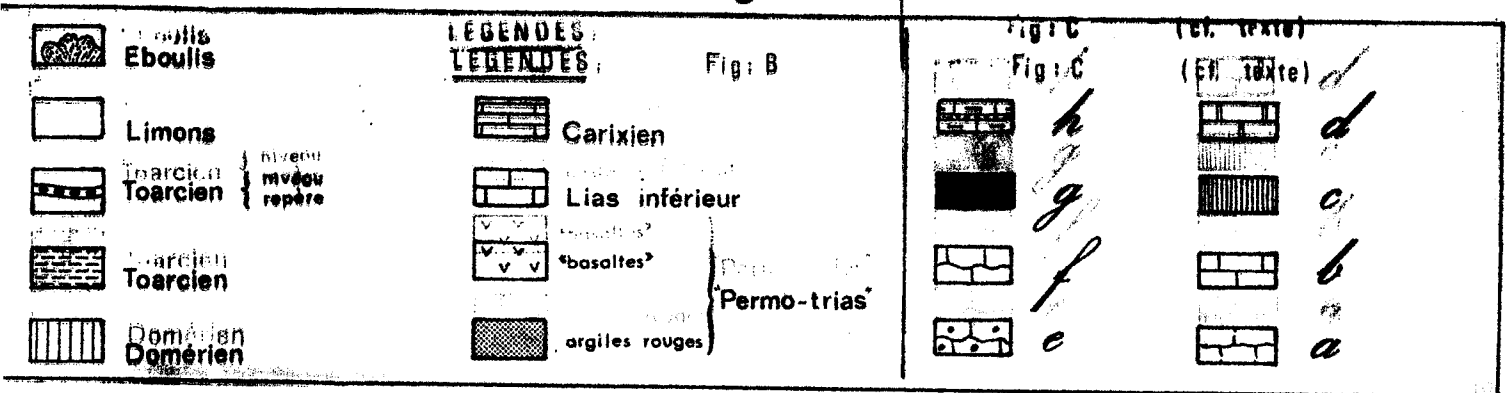 LEGENDES Fig: B
Eboulis
Limons
Toarcien { niveau repère
Toarcien
Domérien
Carixien
Lias inférieur
"basaltes"
argiles rouges
"Permo-trias"
Fig: C (cf. texte)
h
g
f
e
d
c
b
a